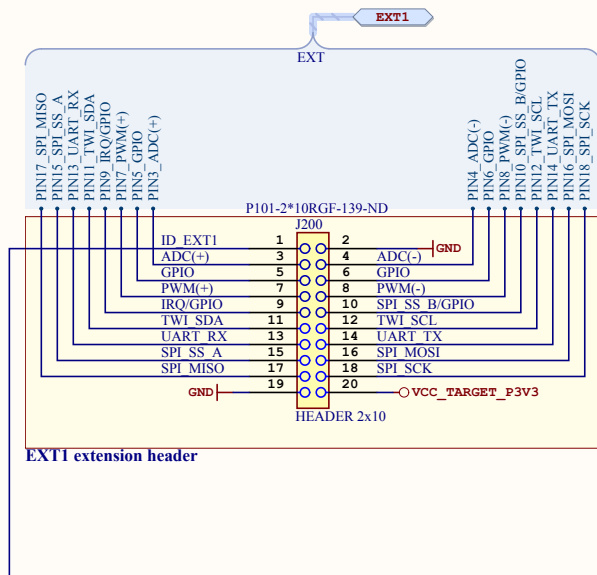 EXT1
EXT
PIN17_SPI_MISO
PIN15_SPI_SS_A
PIN13_UART_RX
PIN11_TWI_SDA
PIN9_IRQ/GPIO
PIN7_PWM(+)
PIN5_GPIO
PIN3_ADC(+)
PIN4_ADC(-)
PIN6_GPIO
PIN8_PWM(-)
PIN10_SPI_SS_B/GPIO
PIN12_TWI_SCL
PIN14_UART_TX
PIN16_SPI_MOSI
PIN18_SPI_SCK
P101-2*10RGF-139-ND
J200
ID_EXT1 1 2 GND
ADC(+) 3 4 ADC(-)
GPIO 5 6 GPIO
PWM(+) 7 8 PWM(-)
IRQ/GPIO 9 10 SPI_SS_B/GPIO
TWI_SDA 11 12 TWI_SCL
UART_RX 13 14 UART_TX
SPI_SS_A 15 16 SPI_MOSI
SPI_MISO 17 18 SPI_SCK
GND 19 20 VCC_TARGET_P3V3
HEADER 2x10
EXT1 extension header